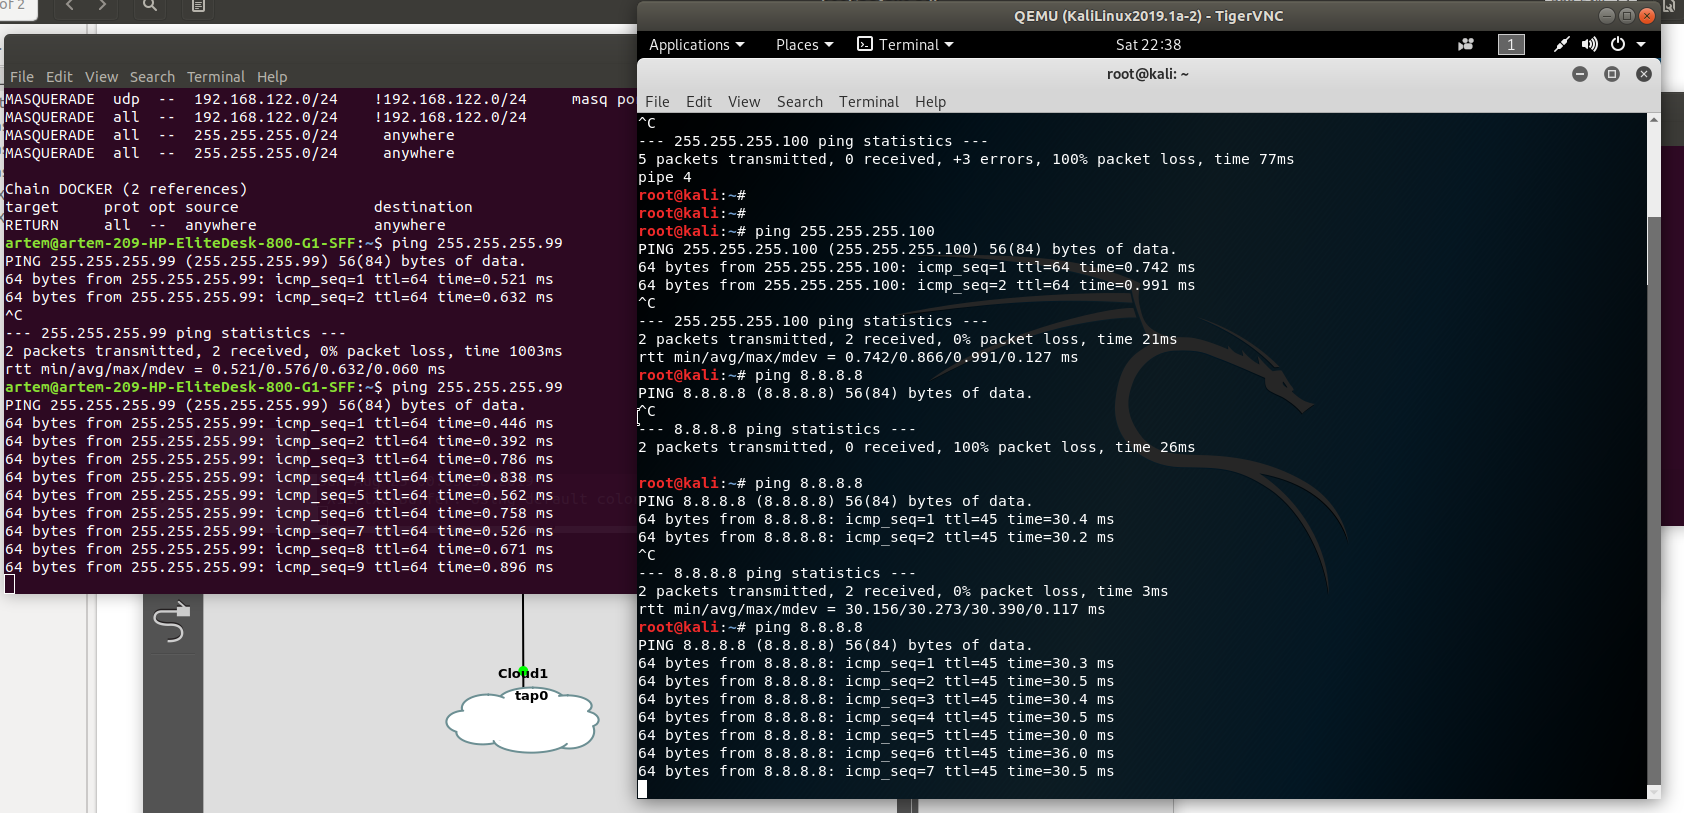 of 2
File Edit View Search Terminal Help
MASQUERADE  udp  --  192.168.122.0/24    !192.168.122.0/24     masq po
MASQUERADE  all  --  192.168.122.0/24    !192.168.122.0/24
MASQUERADE  all  --  255.255.255.0/24     anywhere
MASQUERADE  all  --  255.255.255.0/24     anywhere
Chain DOCKER (2 references)
target     prot opt source               destination
RETURN     all  --  anywhere             anywhere
artem@artem-209-HP-EliteDesk-800-G1-SFF:~$ ping 255.255.255.99
PING 255.255.255.99 (255.255.255.99) 56(84) bytes of data.
64 bytes from 255.255.255.99: icmp_seq=1 ttl=64 time=0.521 ms
64 bytes from 255.255.255.99: icmp_seq=2 ttl=64 time=0.632 ms
^C
--- 255.255.255.99 ping statistics ---
2 packets transmitted, 2 received, 0% packet loss, time 1003ms
rtt min/avg/max/mdev = 0.521/0.576/0.632/0.060 ms
artem@artem-209-HP-EliteDesk-800-G1-SFF:~$ ping 255.255.255.99
PING 255.255.255.99 (255.255.255.99) 56(84) bytes of data.
64 bytes from 255.255.255.99: icmp_seq=1 ttl=64 time=0.446 ms
64 bytes from 255.255.255.99: icmp_seq=2 ttl=64 time=0.392 ms
64 bytes from 255.255.255.99: icmp_seq=3 ttl=64 time=0.786 ms
64 bytes from 255.255.255.99: icmp_seq=4 ttl=64 time=0.838 ms
64 bytes from 255.255.255.99: icmp_seq=5 ttl=64 time=0.562 ms
64 bytes from 255.255.255.99: icmp_seq=6 ttl=64 time=0.758 ms
64 bytes from 255.255.255.99: icmp_seq=7 ttl=64 time=0.526 ms
64 bytes from 255.255.255.99: icmp_seq=8 ttl=64 time=0.671 ms
64 bytes from 255.255.255.99: icmp_seq=9 ttl=64 time=0.896 ms
Cloud1
tap0
QEMU (KaliLinux2019.1a-2) - TigerVNC
Applications Places Terminal Sat 22:38 1
root@kali: ~
File Edit View Search Terminal Help
^C
--- 255.255.255.100 ping statistics ---
5 packets transmitted, 0 received, +3 errors, 100% packet loss, time 77ms
pipe 4
root@kali:~#
root@kali:~#
root@kali:~# ping 255.255.255.100
PING 255.255.255.100 (255.255.255.100) 56(84) bytes of data.
64 bytes from 255.255.255.100: icmp_seq=1 ttl=64 time=0.742 ms
64 bytes from 255.255.255.100: icmp_seq=2 ttl=64 time=0.991 ms
^C
--- 255.255.255.100 ping statistics ---
2 packets transmitted, 2 received, 0% packet loss, time 21ms
rtt min/avg/max/mdev = 0.742/0.866/0.991/0.127 ms
root@kali:~# ping 8.8.8.8
PING 8.8.8.8 (8.8.8.8) 56(84) bytes of data.
^C
--- 8.8.8.8 ping statistics ---
2 packets transmitted, 0 received, 100% packet loss, time 26ms
root@kali:~# ping 8.8.8.8
PING 8.8.8.8 (8.8.8.8) 56(84) bytes of data.
64 bytes from 8.8.8.8: icmp_seq=1 ttl=45 time=30.4 ms
64 bytes from 8.8.8.8: icmp_seq=2 ttl=45 time=30.2 ms
^C
--- 8.8.8.8 ping statistics ---
2 packets transmitted, 2 received, 0% packet loss, time 3ms
rtt min/avg/max/mdev = 30.156/30.273/30.390/0.117 ms
root@kali:~# ping 8.8.8.8
PING 8.8.8.8 (8.8.8.8) 56(84) bytes of data.
64 bytes from 8.8.8.8: icmp_seq=1 ttl=45 time=30.3 ms
64 bytes from 8.8.8.8: icmp_seq=2 ttl=45 time=30.5 ms
64 bytes from 8.8.8.8: icmp_seq=3 ttl=45 time=30.4 ms
64 bytes from 8.8.8.8: icmp_seq=4 ttl=45 time=30.5 ms
64 bytes from 8.8.8.8: icmp_seq=5 ttl=45 time=30.0 ms
64 bytes from 8.8.8.8: icmp_seq=6 ttl=45 time=36.0 ms
64 bytes from 8.8.8.8: icmp_seq=7 ttl=45 time=30.5 ms